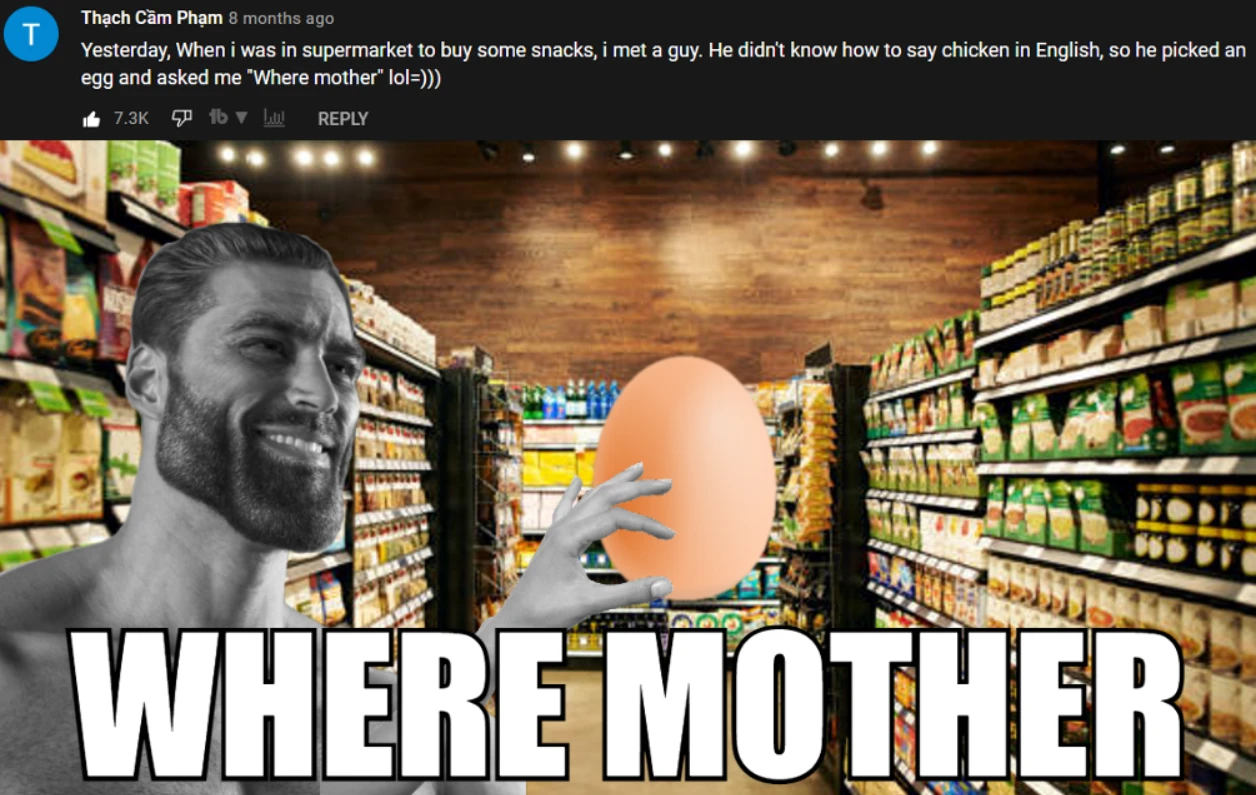 T
Thạch Cầm Phạm 8 months ago
Yesterday, When i was in supermarket to buy some snacks, i met a guy. He didn't know how to say chicken in English, so he picked an
egg and asked me "Where mother" lol=)))
7.3K REPLY
WHERE MOTHER